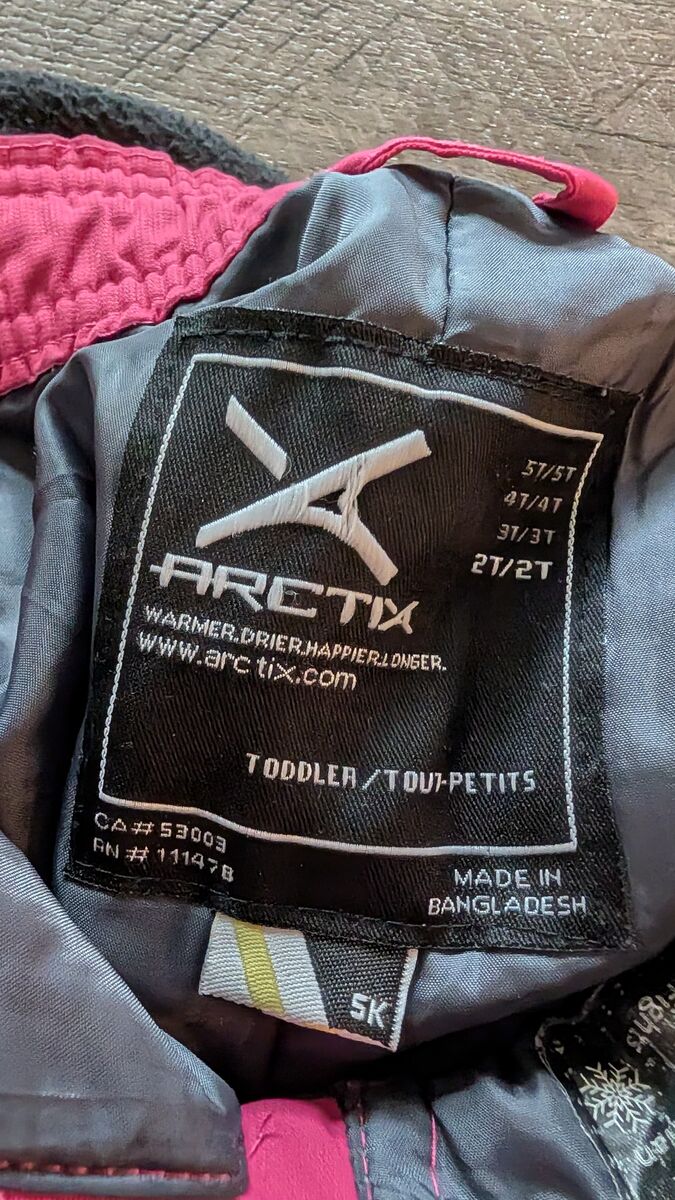 5T/5T
4T/4T
3T/3T
2T/2T
ARCTIX
WARMER.DRIER.HAPPIER.LONGER.
www.arctix.com
TODDLER/TOUT-PETITS
CA# 53003
RN # 111478
MADE IN
BANGLADESH
5K